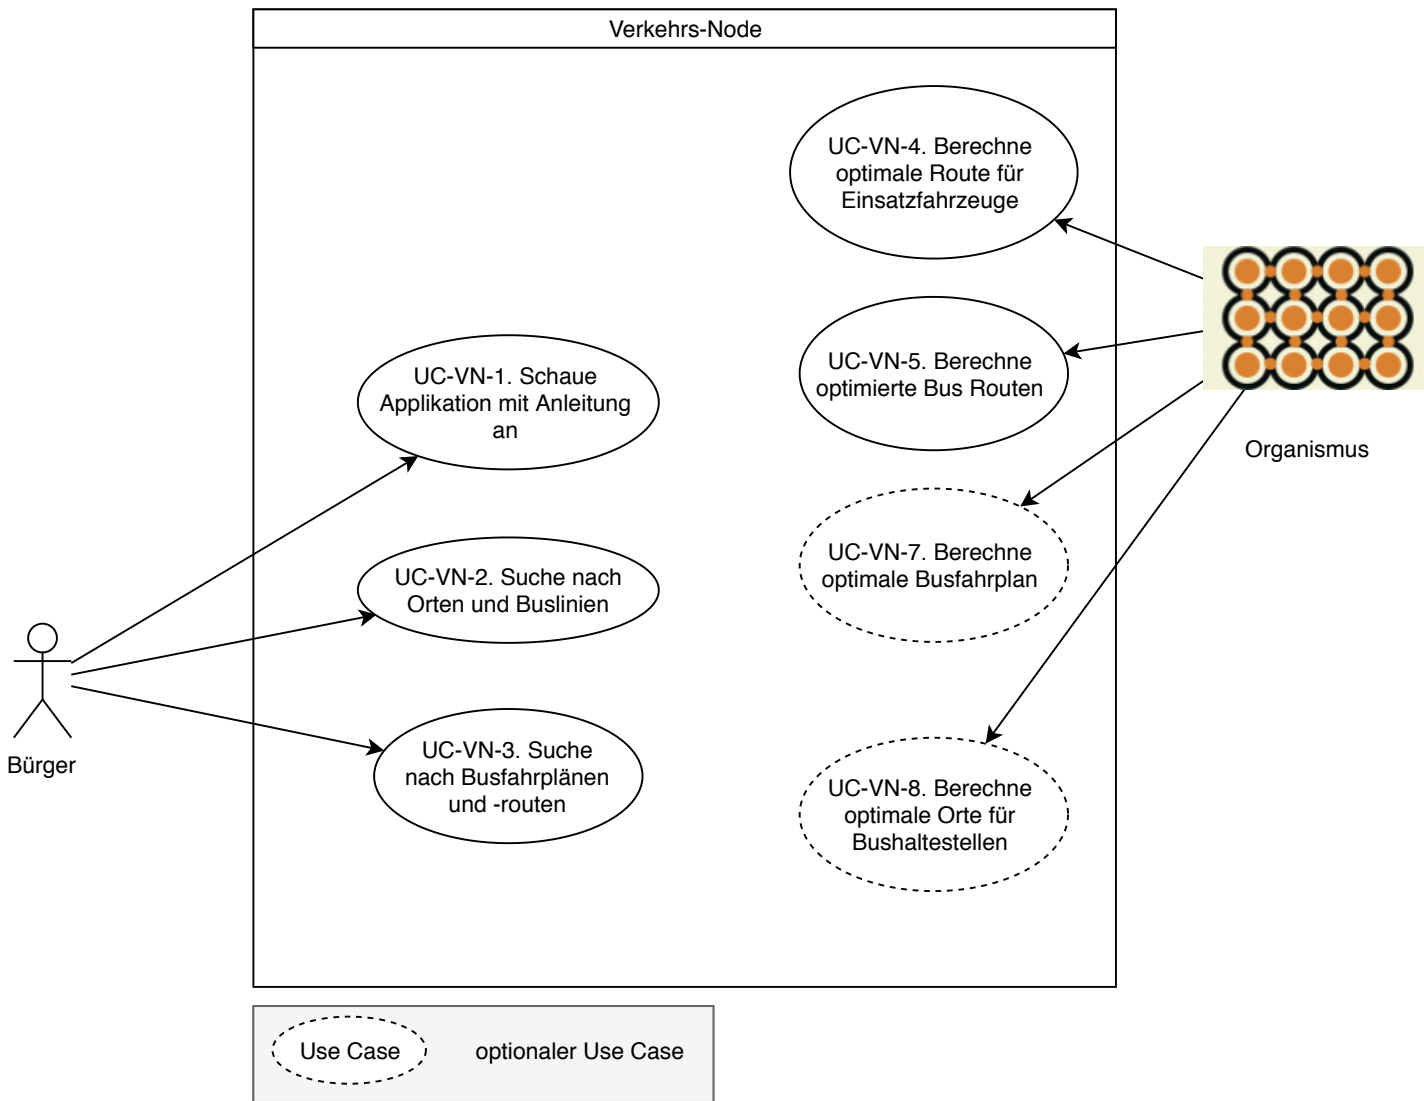 Verkehrs-Node
UC-VN-4. Berechne
optimale Route für
Einsatzfahrzeuge
UC-VN-5. Berechne
optimierte Bus Routen
UC-VN-1. Schaue
Applikation mit Anleitung
an
Organismus
UC-VN-7. Berechne
optimale Busfahrplan
UC-VN-2. Suche nach
Orten und Buslinien
UC-VN-3. Suche
nach Busfahrplänen
und -routen
Bürger
UC-VN-8. Berechne
optimale Orte für
Bushaltestellen
Use Case
optionaler Use Case